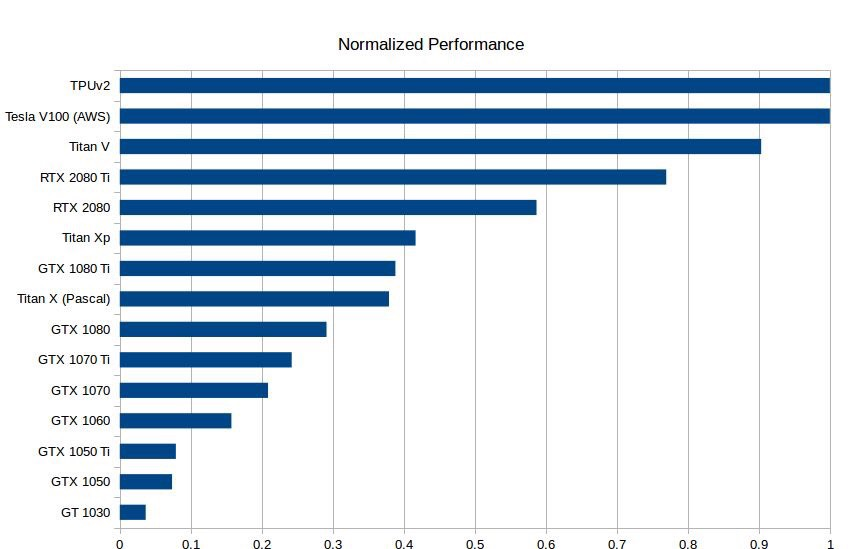 Normalized Performance
TPUv2
Tesla V100 (AWS)
Titan V
RTX 2080 Ti
RTX 2080
Titan Xp
GTX 1080 Ti
Titan X (Pascal)
GTX 1080
GTX 1070 Ti
GTX 1070
GTX 1060
GTX 1050 Ti
GTX 1050
GT 1030
0 0.1 0.2 0.3 0.4 0.5 0.6 0.7 0.8 0.9 1